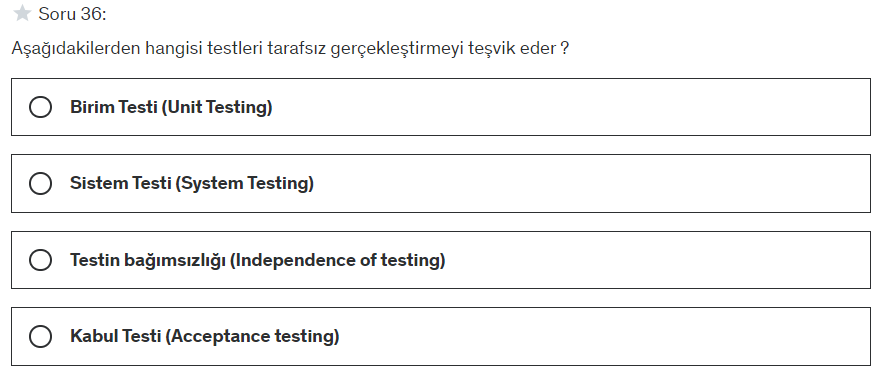 Soru 36:
Aşağıdakilerden hangisi testleri tarafsız gerçekleştirmeyi teşvik eder ?
Birim Testi (Unit Testing)
Sistem Testi (System Testing)
Testin bağımsızlığı (Independence of testing)
Kabul Testi (Acceptance testing)